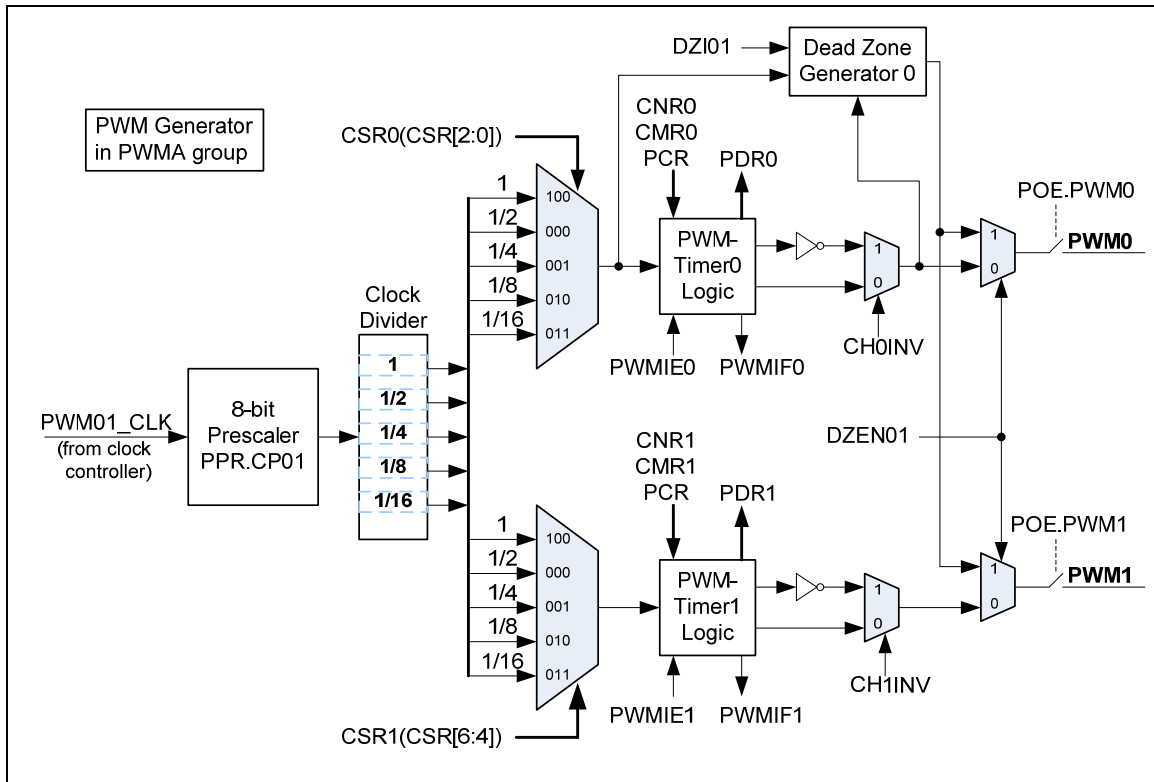 PWM Generator
in PWMA group
DZI01
Dead Zone
Generator 0
CSR0(CSR[2:0])
CNR0
CMR0
PCR
PDR0
1
1/2
1/4
1/8
1/16
100
000
001
010
011
PWM-
Timer0
Logic
1
0
CH0INV
PWMIE0
PWMIF0
1
0
POE.PWM0
PWM0
Clock
Divider
1
1/2
1/4
1/8
1/16
PWM01_CLK
(from clock
controller)
8-bit
Prescaler
PPR.CP01
DZEN01
CNR1
CMR1
PCR
PDR1
1
1/2
1/4
1/8
1/16
100
000
001
010
011
PWM-
Timer1
Logic
1
0
CH1INV
PWMIE1
PWMIF1
1
0
POE.PWM1
PWM1
CSR1(CSR[6:4])